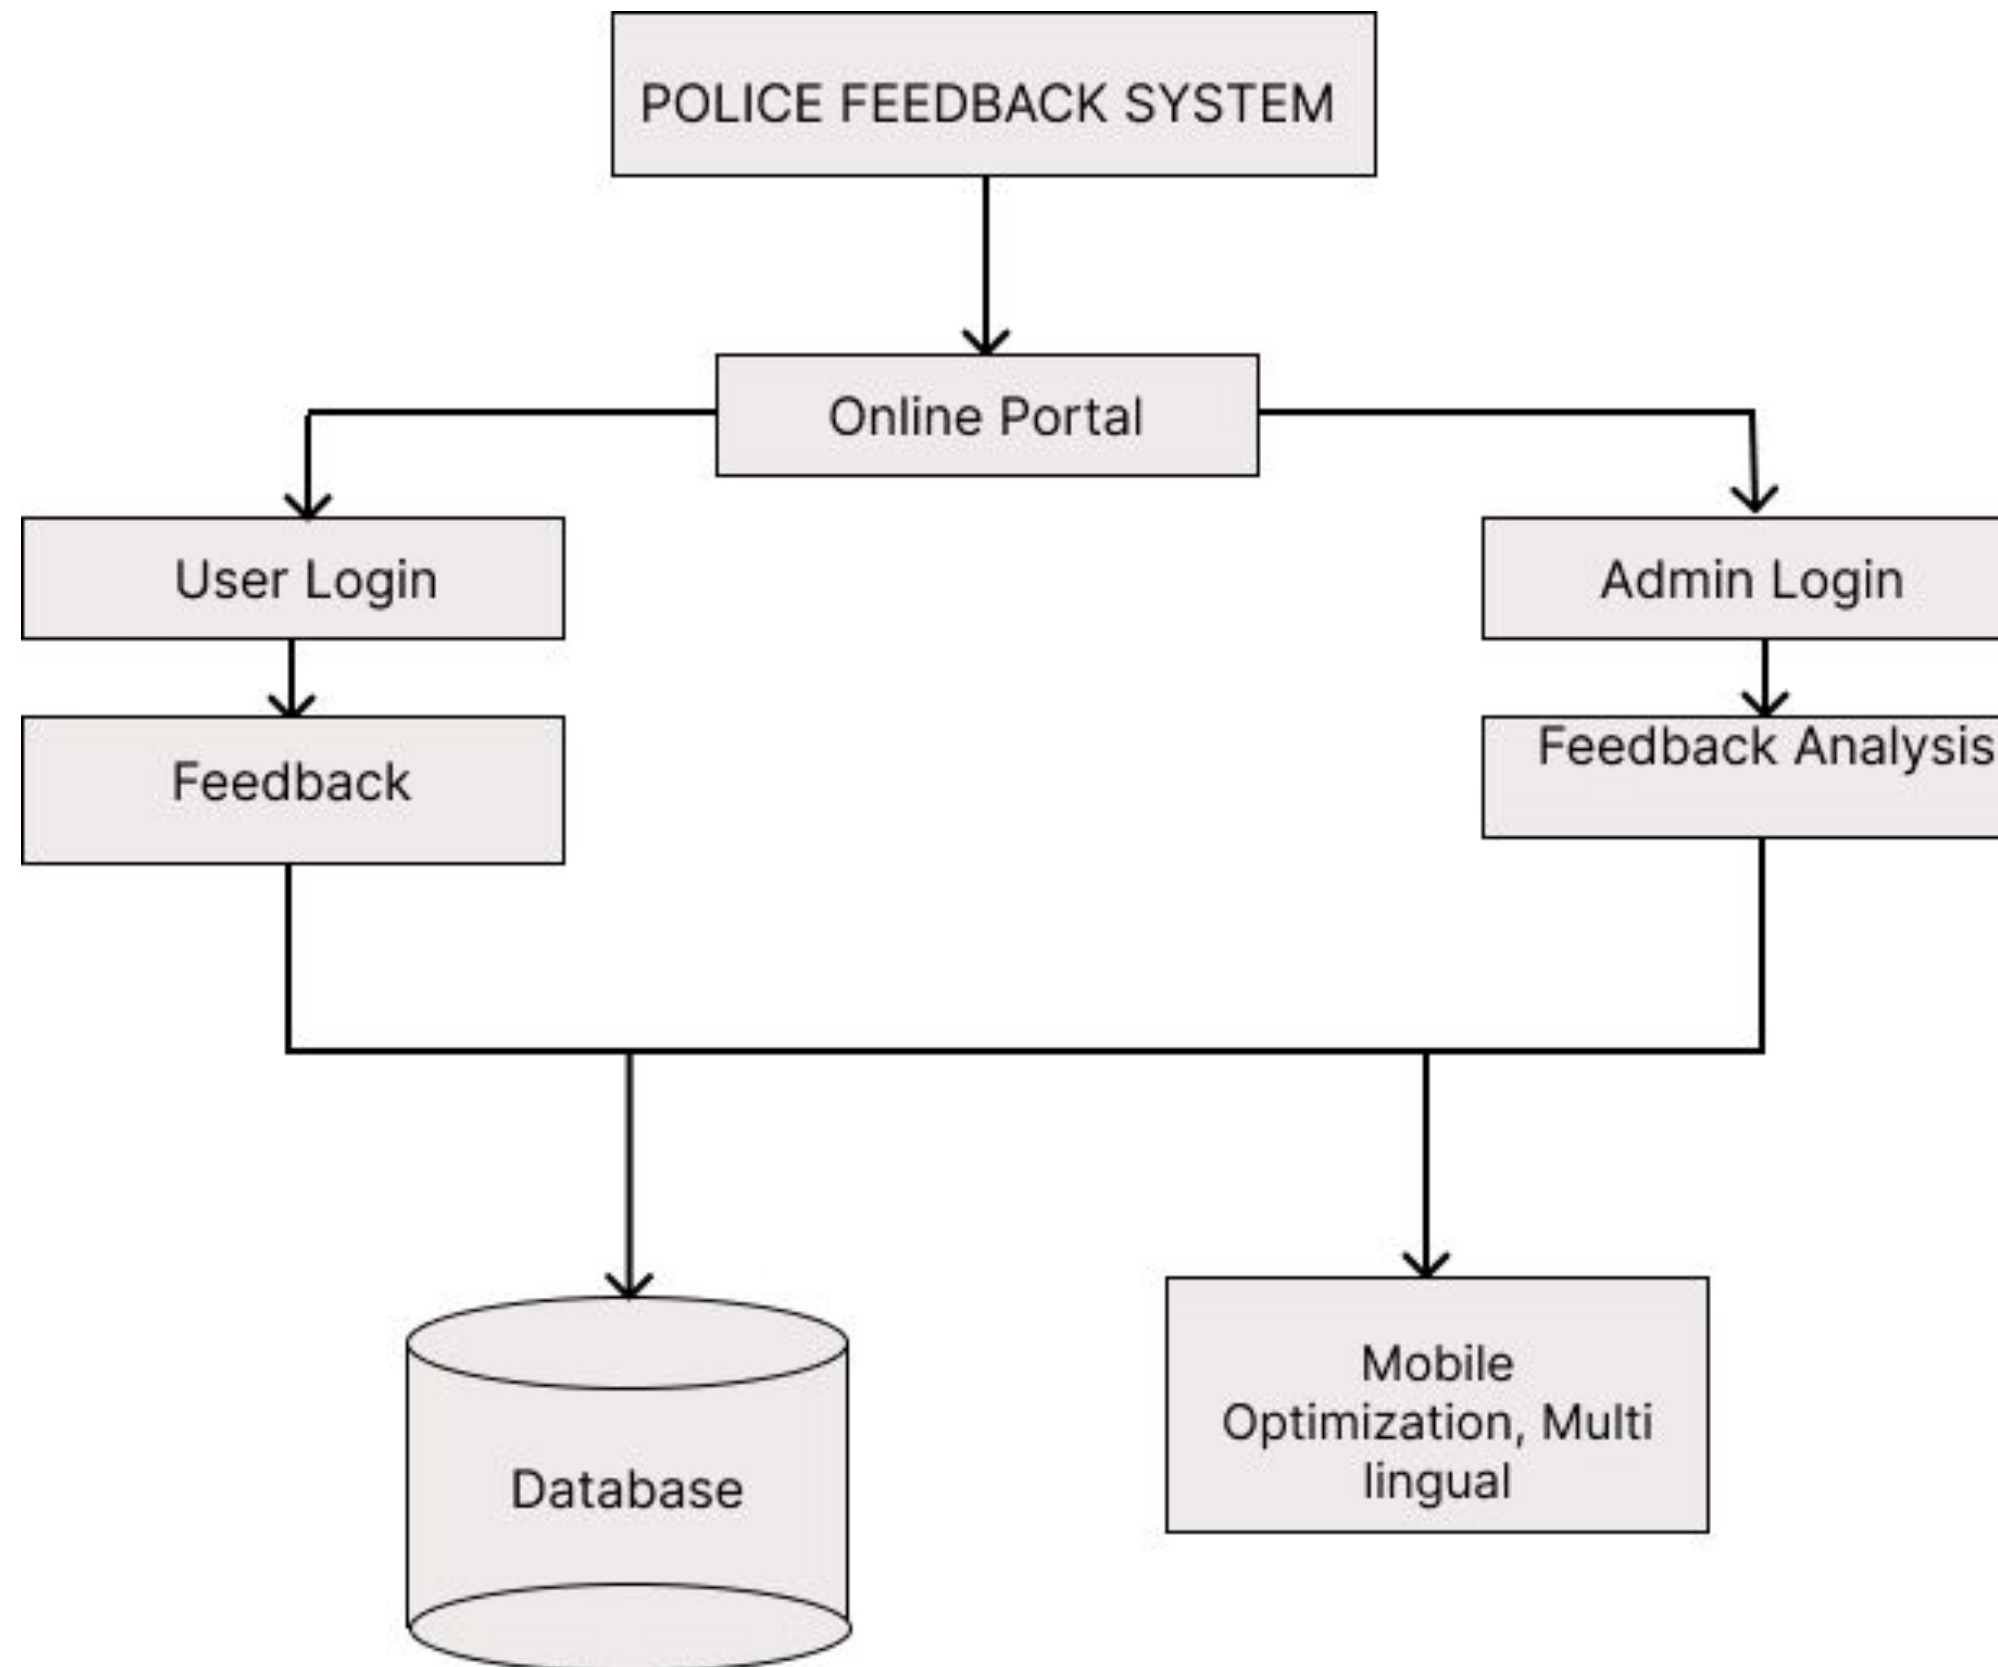 POLICE FEEDBACK SYSTEM
Online Portal
User Login
Admin Login
Feedback
Feedback Analysis
Database
Mobile
Optimization, Multi
lingual